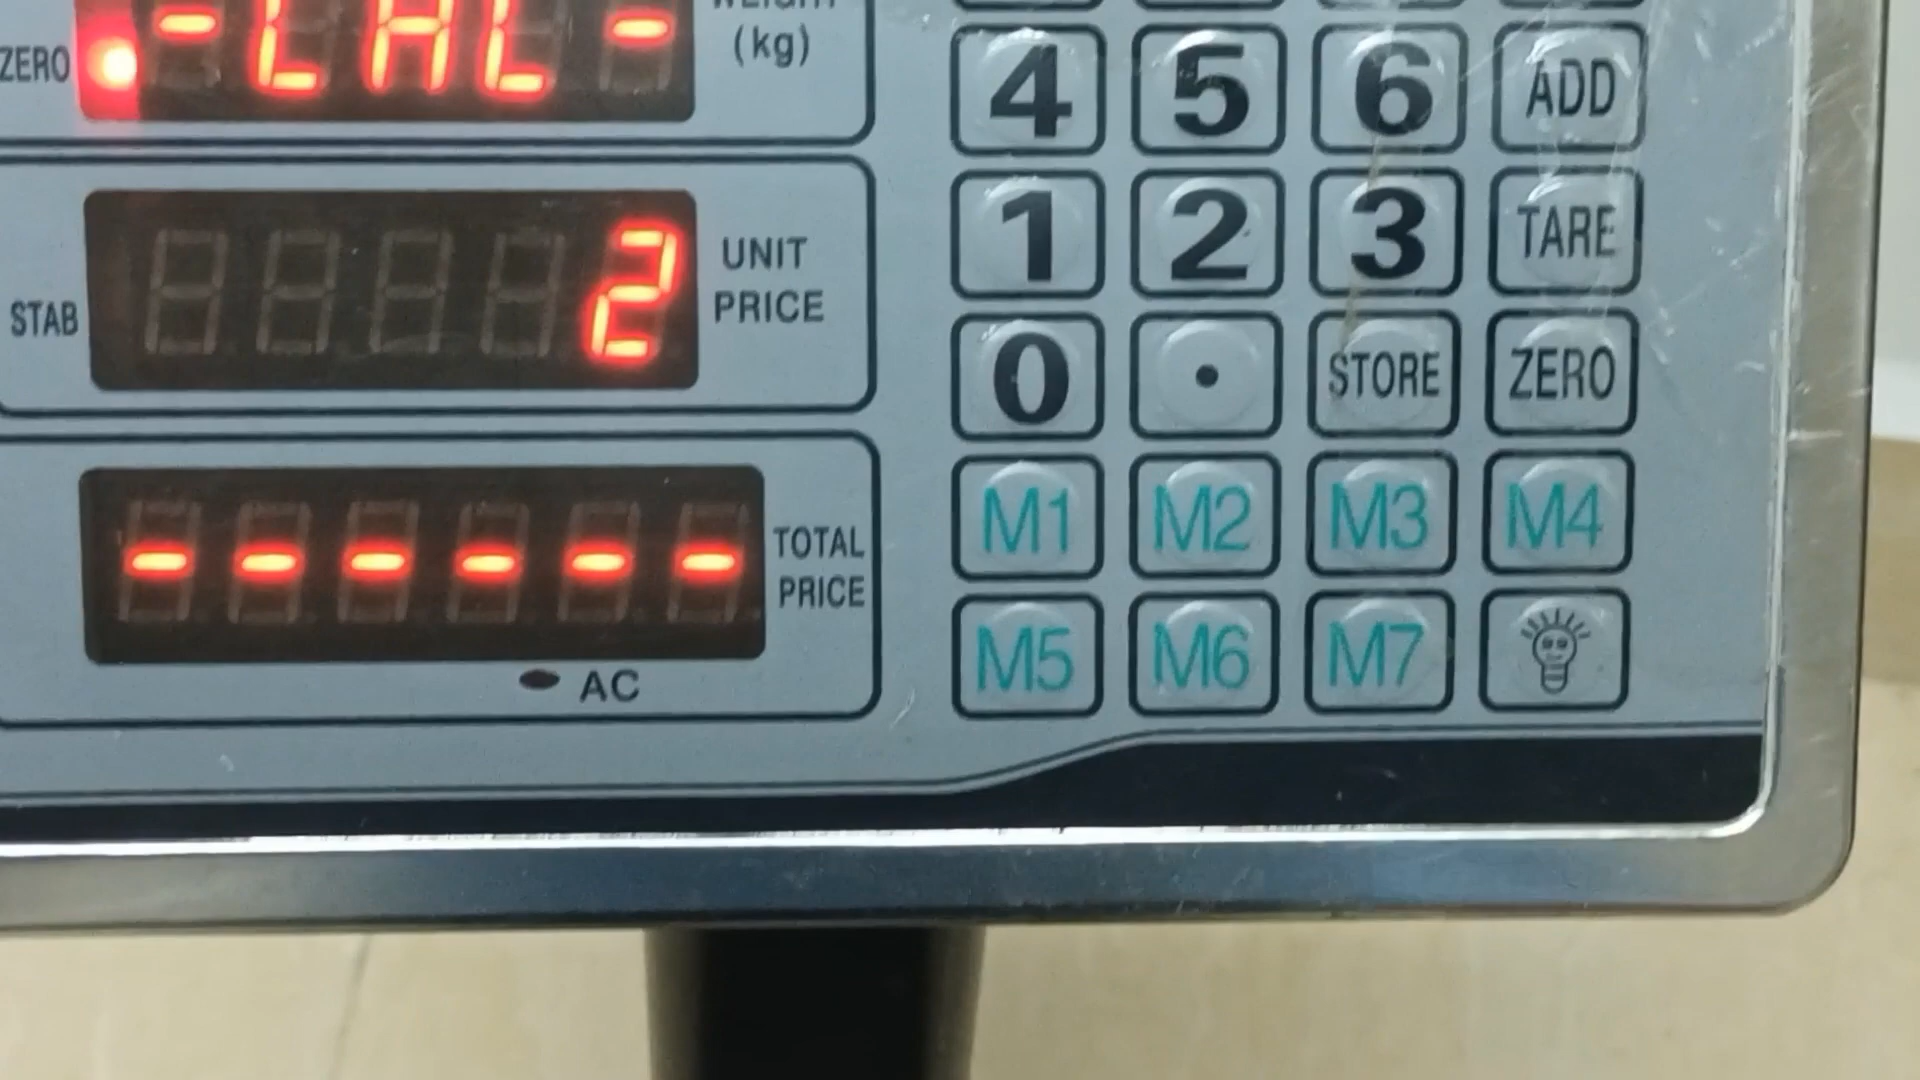 -CAL-
WEIGHT
(kg)
ZERO
2
UNIT
PRICE
STAB
------
TOTAL
PRICE
AC
4 5 6 ADD
1 2 3 TARE
0 . STORE ZERO
M1 M2 M3 M4
M5 M6 M7